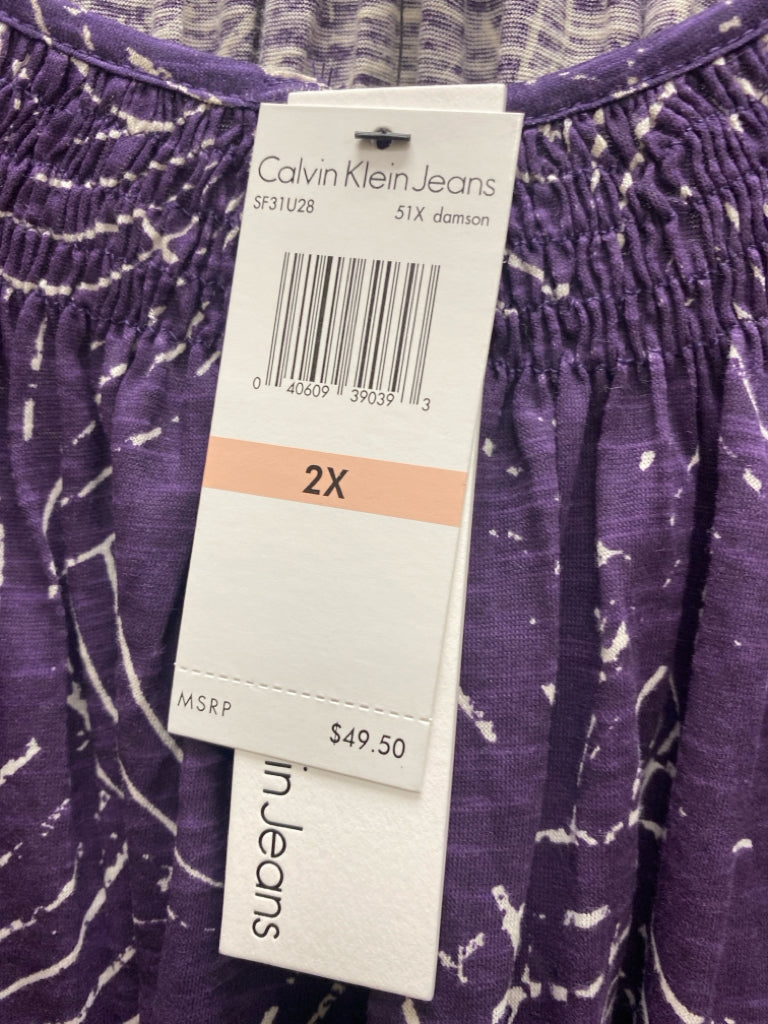 Calvin Klein Jeans
SF31U28 51X damson
0 40609 39039 3
2X
MSRP $49.50
in Jeans